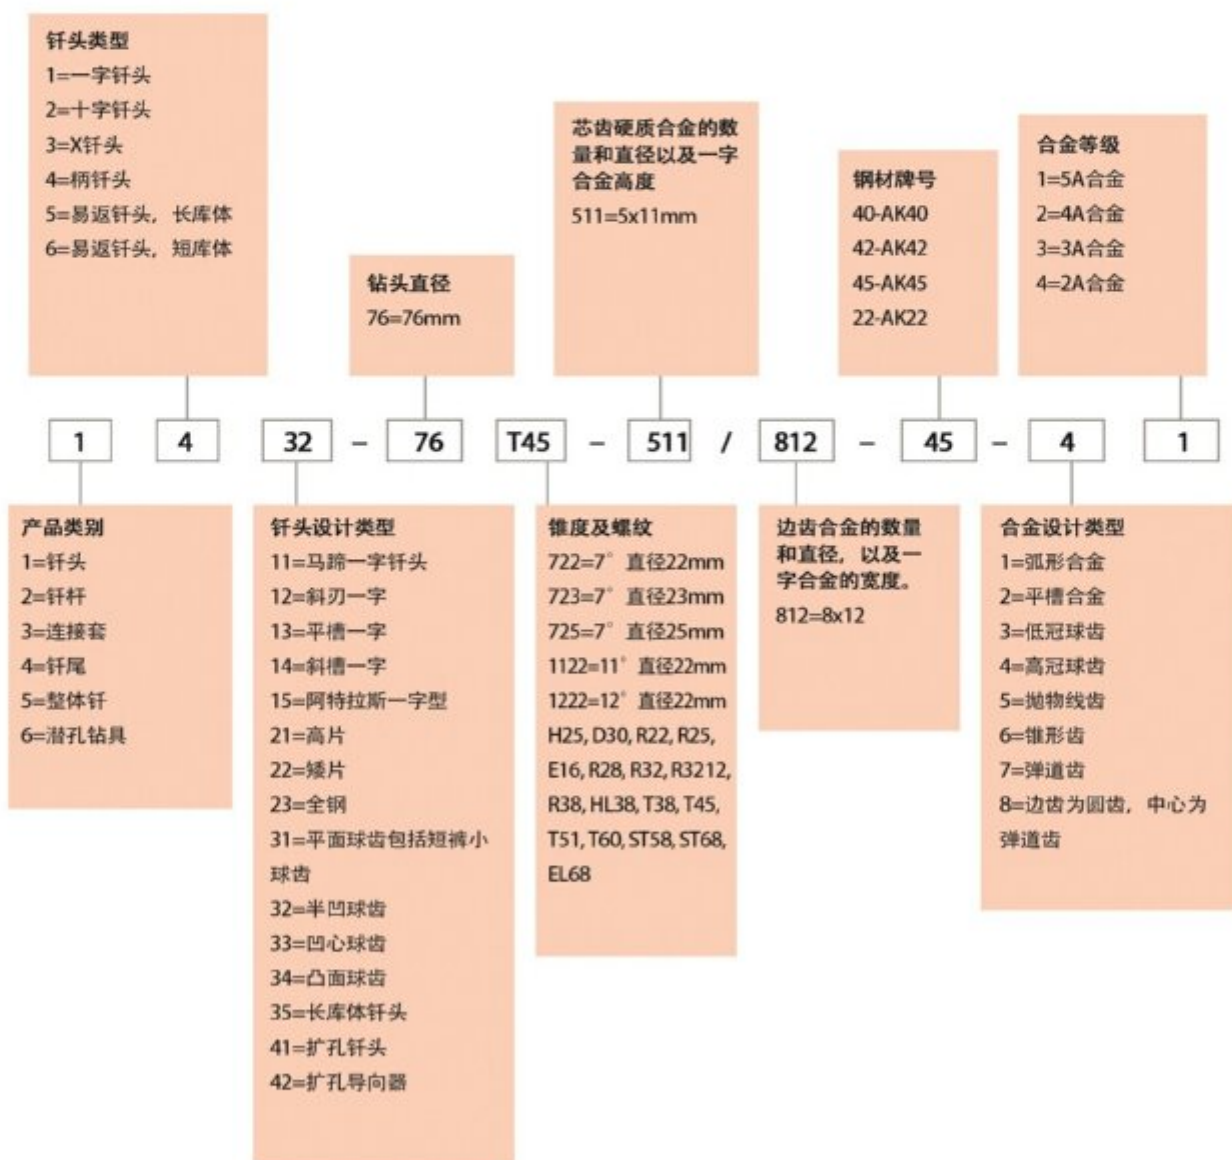 钎头类型
1=一字钎头
2=十字钎头
3=X钎头
4=柄钎头
5=易返钎头，长库体
6=易返钎头，短库体
钻头直径
76=76mm
芯齿硬质合金的数
量和直径以及一字
合金高度
511=5x11mm
钢材牌号
40-AK40
42-AK42
45-AK45
22-AK22
合金等级
1=5A合金
2=4A合金
3=3A合金
4=2A合金
1 4 32 – 76 T45 – 511 / 812 – 45 – 4 1
产品类别
1=钎头
2=钎杆
3=连接套
4=钎尾
5=整体钎
6=潜孔钻具
钎头设计类型
11=马蹄一字钎头
12=斜刃一字
13=平槽一字
14=斜槽一字
15=阿特拉斯一字型
21=高片
22=矮片
23=全钢
31=平面球齿包括短裤小
球齿
32=半凹球齿
33=凹心球齿
34=凸面球齿
35=长库体钎头
41=扩孔钎头
42=扩孔导向器
锥度及螺纹
722=7° 直径22mm
723=7° 直径23mm
725=7° 直径25mm
1122=11° 直径22mm
1222=12° 直径22mm
H25, D30, R22, R25,
E16, R28, R32, R3212,
R38, HL38, T38, T45,
T51, T60, ST58, ST68,
EL68
边齿合金的数量
和直径，以及一
字合金的宽度。
812=8x12
合金设计类型
1=弧形合金
2=平槽合金
3=低冠球齿
4=高冠球齿
5=抛物线齿
6=锥形齿
7=弹道齿
8=边齿为圆齿，中心为
弹道齿